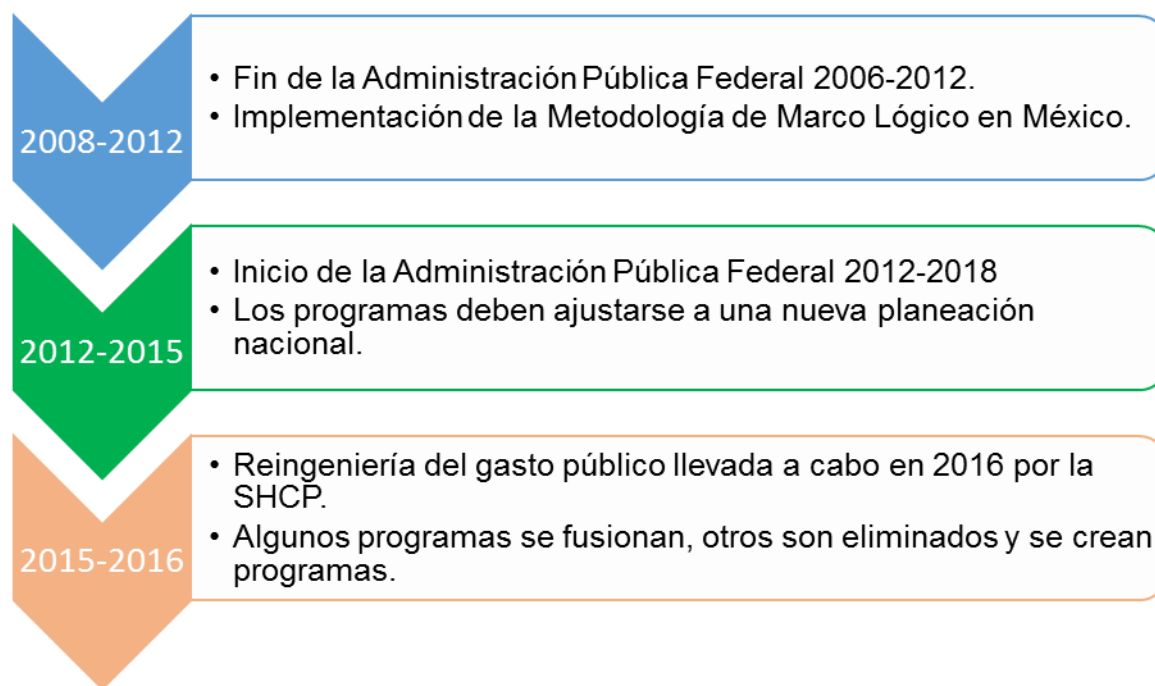 2008-2012
• Fin de la Administración Pública Federal 2006-2012.
• Implementación de la Metodología de Marco Lógico en México.
2012-2015
• Inicio de la Administración Pública Federal 2012-2018
• Los programas deben ajustarse a una nueva planeación
nacional.
2015-2016
• Reingeniería del gasto público llevada a cabo en 2016 por la
SHCP.
• Algunos programas se fusionan, otros son eliminados y se crean
programas.